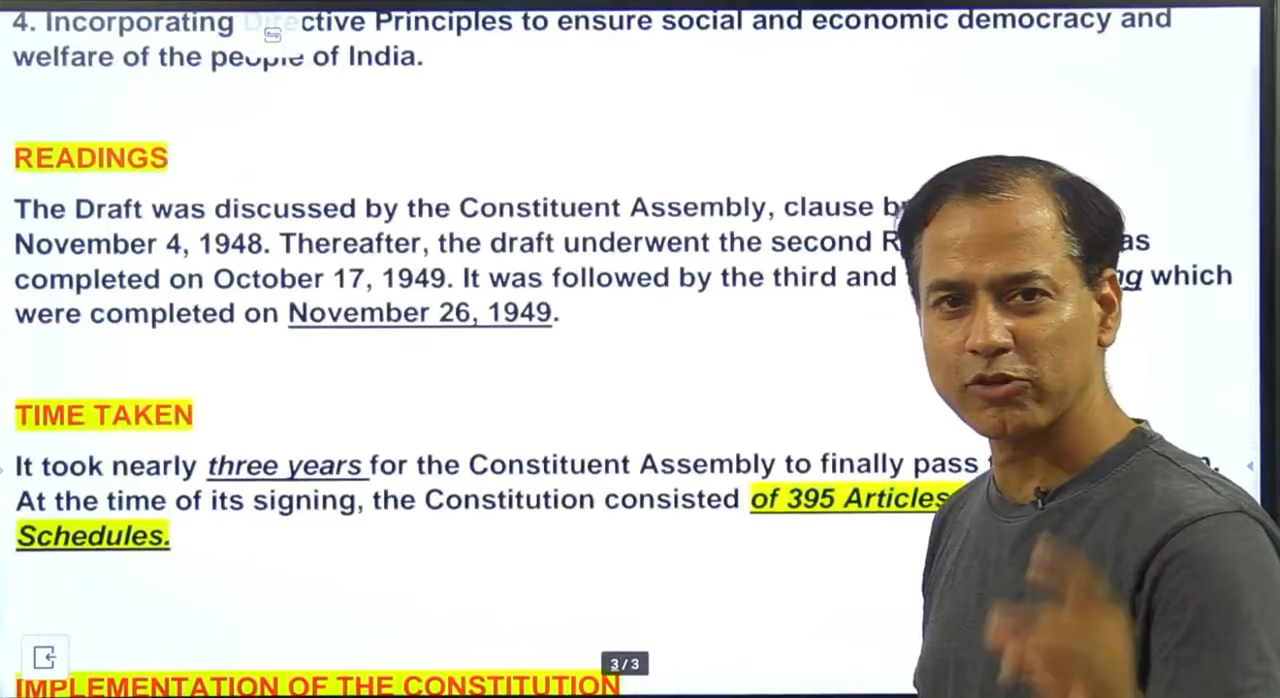 4. Incorporating Directive Principles to ensure social and economic democracy and
welfare of the people of India.
READINGS
The Draft was discussed by the Constituent Assembly, clause
November 4, 1948. Thereafter, the draft underwent the second
completed on October 17, 1949. It was followed by the third and which
were completed on November 26, 1949.
TIME TAKEN
It took nearly three years for the Constituent Assembly to finally pass
At the time of its signing, the Constitution consisted of 395 Articles
Schedules.
3/3
IMPLEMENTATION OF THE CONSTITUTION